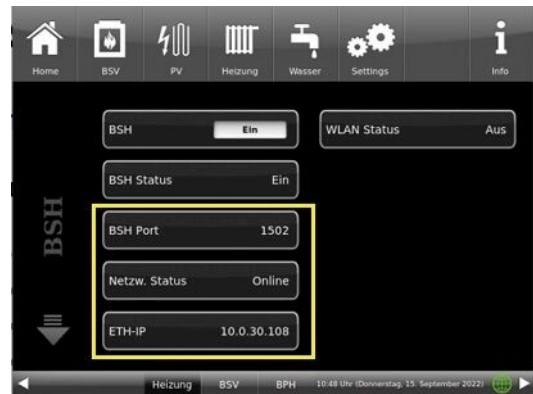 Home BSV PV Heizung Wasser Settings Info
BSH Ein
WLAN Status Aus
BSH Status Ein
BSH Port 1502
Netzw. Status Online
ETH-IP 10.0.30.108
BSH
Heizung BSV BPH 10:48 Uhr (Donnerstag, 15. September 2022)